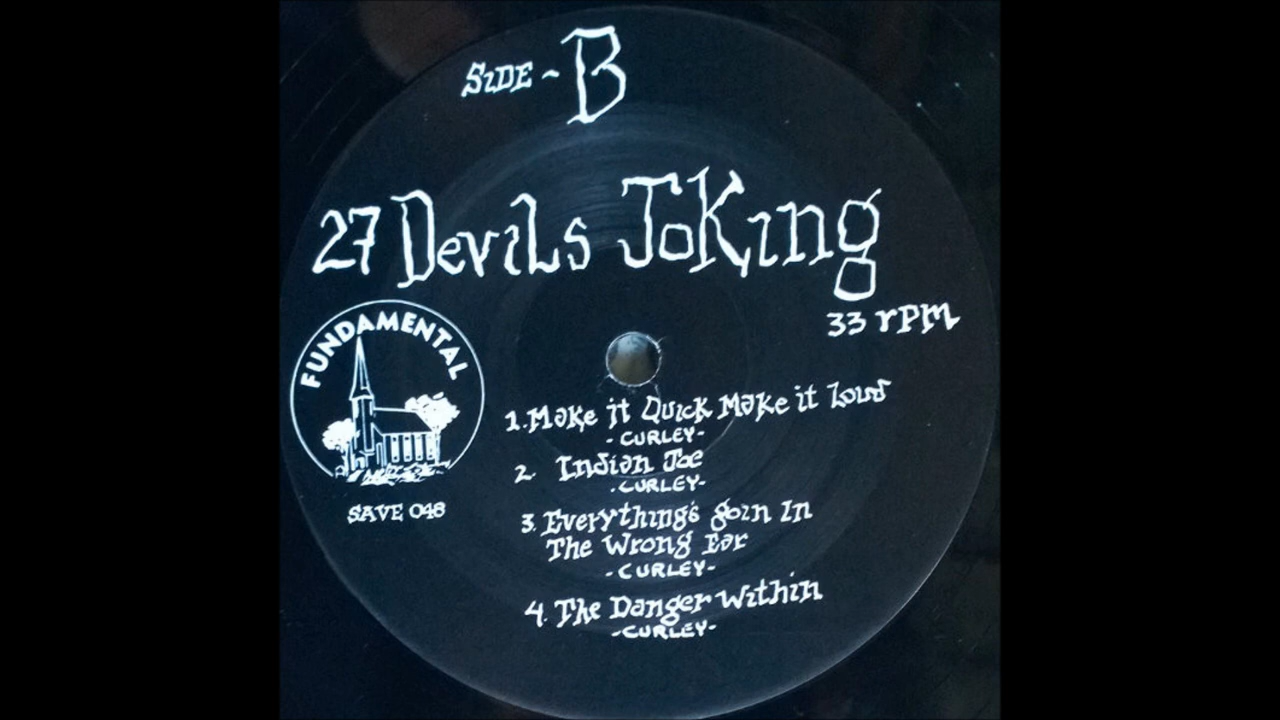 SIDE ~ B
27 Devils Joking
33 rpm
FUNDAMENTAL
SAVE 048
1. Make it Quick Make it Loud
- CURLEY -
2. Indian Joe
- CURLEY -
3. Everything's goin In
The Wrong Ear
- CURLEY -
4. The Danger Within
- CURLEY -